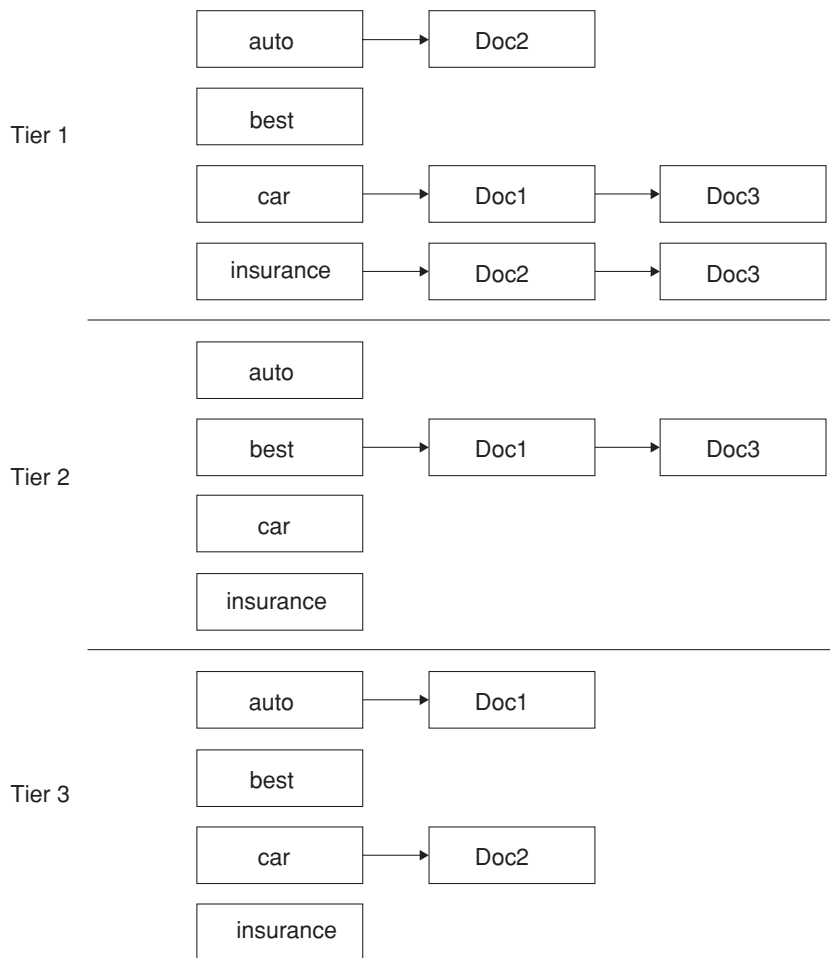 auto Doc2
best
Tier 1
car Doc1 Doc3
insurance Doc2 Doc3
auto
best Doc1 Doc3
Tier 2
car
insurance
auto Doc1
best
Tier 3
car Doc2
insurance